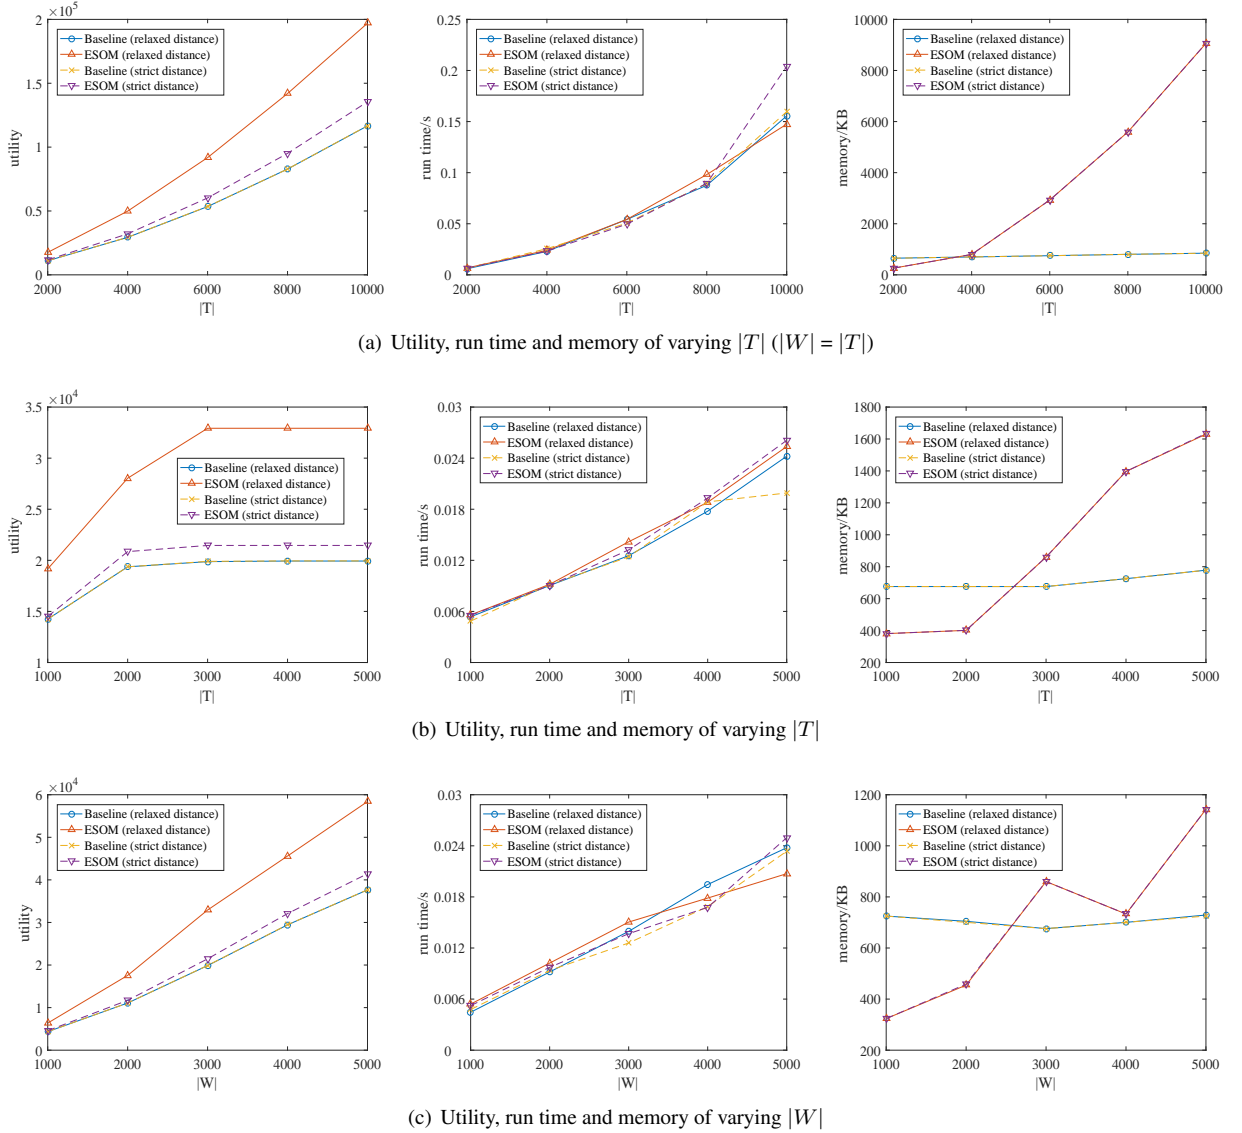 ×10^5
2
1.5
1
0.5
0
utility
2000 4000 6000 8000 10000
|T|
Baseline (relaxed distance)
ESOM (relaxed distance)
Baseline (strict distance)
ESOM (strict distance)
0.25
0.2
0.15
0.1
0.05
0
run time/s
2000 4000 6000 8000 10000
|T|
Baseline (relaxed distance)
ESOM (relaxed distance)
Baseline (strict distance)
ESOM (strict distance)
10000
8000
6000
4000
2000
0
memory/KB
2000 4000 6000 8000 10000
|T|
Baseline (relaxed distance)
ESOM (relaxed distance)
Baseline (strict distance)
ESOM (strict distance)
(a) Utility, run time and memory of varying |T| (|W| = |T|)
×10^4
3.5
3
2.5
2
1.5
1
utility
1000 2000 3000 4000 5000
|T|
Baseline (relaxed distance)
ESOM (relaxed distance)
Baseline (strict distance)
ESOM (strict distance)
0.03
0.024
0.018
0.012
0.006
0
run time/s
1000 2000 3000 4000 5000
|T|
Baseline (relaxed distance)
ESOM (relaxed distance)
Baseline (strict distance)
ESOM (strict distance)
1800
1600
1400
1200
1000
800
600
400
200
memory/KB
1000 2000 3000 4000 5000
|T|
Baseline (relaxed distance)
ESOM (relaxed distance)
Baseline (strict distance)
ESOM (strict distance)
(b) Utility, run time and memory of varying |T|
×10^4
6
5
4
3
2
1
0
utility
1000 2000 3000 4000 5000
|W|
Baseline (relaxed distance)
ESOM (relaxed distance)
Baseline (strict distance)
ESOM (strict distance)
0.03
0.024
0.018
0.012
0.006
0
run time/s
1000 2000 3000 4000 5000
|W|
Baseline (relaxed distance)
ESOM (relaxed distance)
Baseline (strict distance)
ESOM (strict distance)
1200
1000
800
600
400
200
memory/KB
1000 2000 3000 4000 5000
|W|
Baseline (relaxed distance)
ESOM (relaxed distance)
Baseline (strict distance)
ESOM (strict distance)
(c) Utility, run time and memory of varying |W|